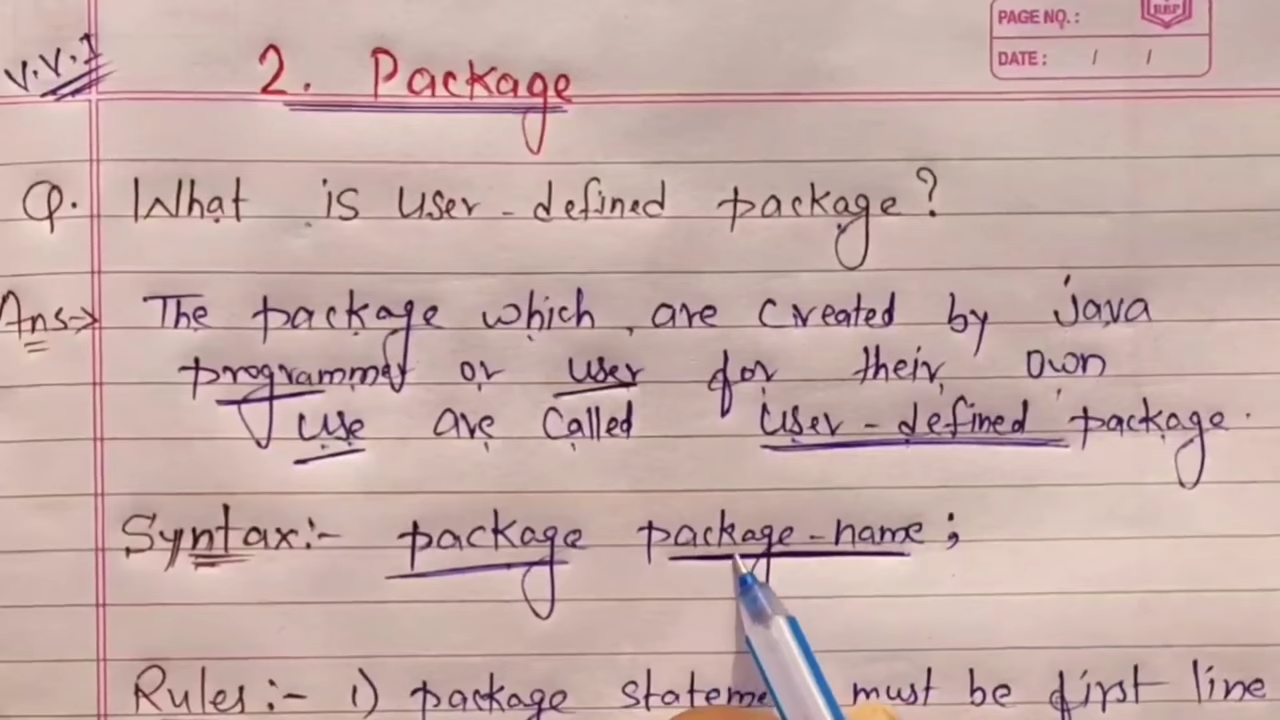 PAGE NO.:
DATE: / /
V.V.I
2. Package
Q. What is user-defined package?
Ans→ The package which are created by Java
programmer or user for their own
use are called user-defined package.
Syntax:- package package-name;
Rules:- 1) package must be first line